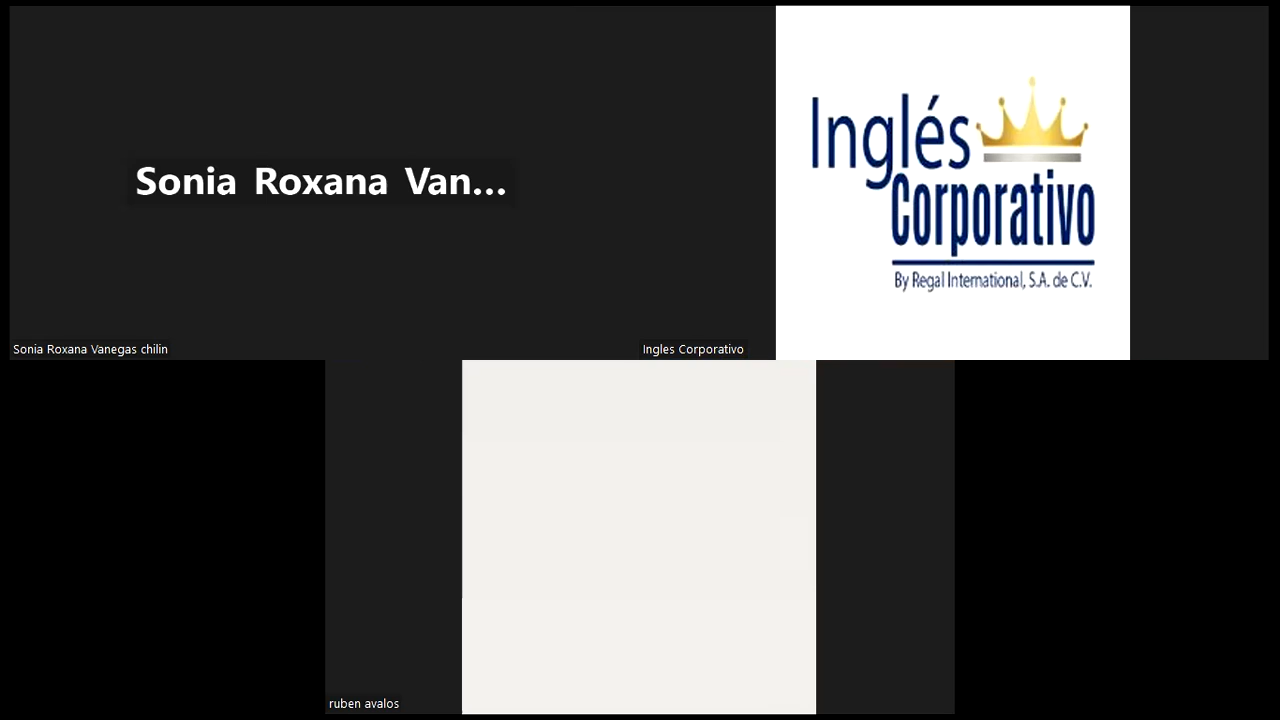 Sonia Roxana Van...
Inglés
Corporativo
By Regal International, S.A. de C.V.
Sonia Roxana Vanegas chilin
Ingles Corporativo
ruben avalos